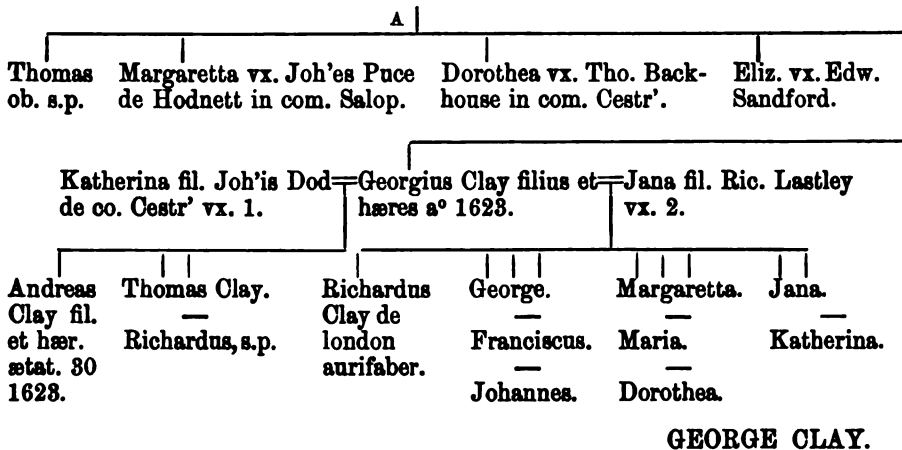 A
Thomas
ob. s.p.
Margaretta vx. Joh'es Puce
de Hodnett in com. Salop.
Dorothea vx. Tho. Back-
house in com. Cestr'.
Eliz. vx. Edw.
Sandford.
Katherina fil. Joh'is Dod
de co. Cestr' vx. 1.
Georgius Clay filius et
hæres aº 1623.
Jana fil. Ric. Lastley
vx. 2.
Andreas
Clay fil.
et hær.
ætat. 30
1623.
Thomas Clay.
—
Richardus, s.p.
Richardus
Clay de
london
aurifaber.
George.
—
Franciscus.
—
Johannes.
Margaretta.
—
Maria.
—
Dorothea.
Jana.
—
Katherina.
GEORGE CLAY.